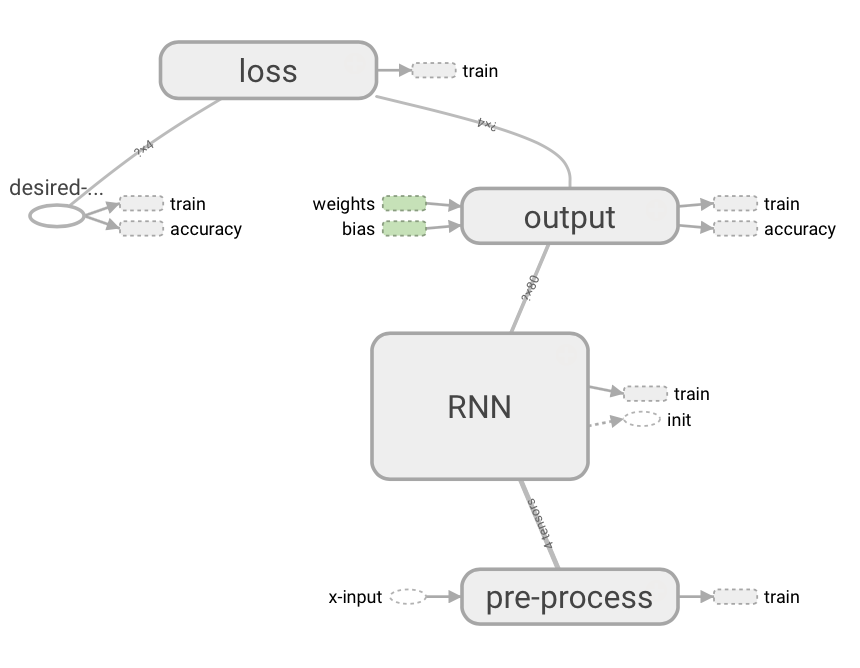 loss
train
?×4
?×4
desired-...
train
accuracy
weights
bias
output
train
accuracy
?×80
RNN
train
init
4 tensors
x-input
pre-process
train